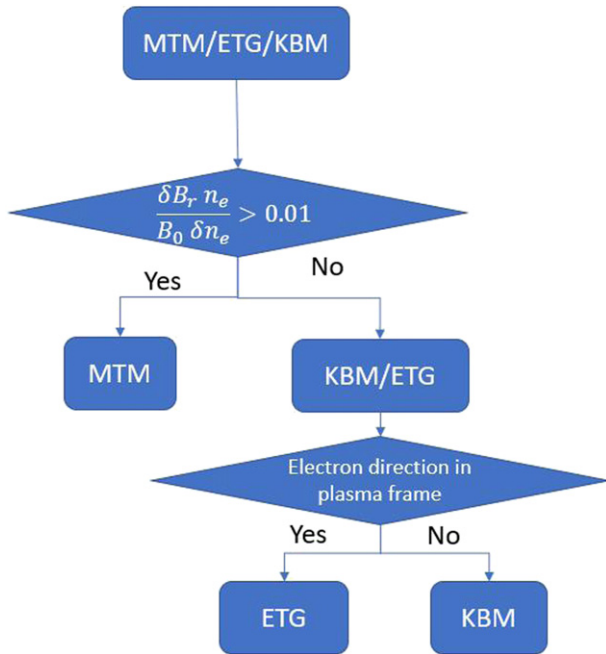 MTM/ETG/KBM
δB_r n_e / B_0 δn_e > 0.01
Yes
No
MTM
KBM/ETG
Electron direction in
plasma frame
Yes
No
ETG
KBM